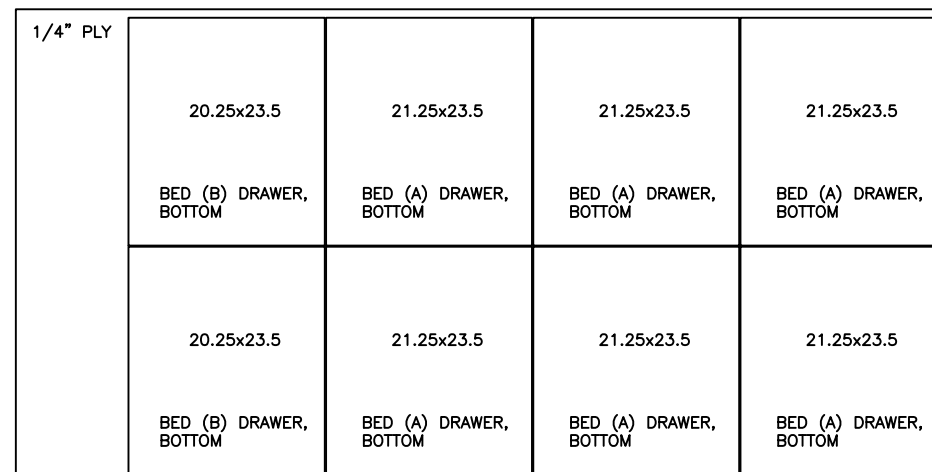 1/4" PLY
20.25x23.5
21.25x23.5
21.25x23.5
21.25x23.5
BED (B) DRAWER,
BOTTOM
BED (A) DRAWER,
BOTTOM
BED (A) DRAWER,
BOTTOM
BED (A) DRAWER,
BOTTOM
20.25x23.5
21.25x23.5
21.25x23.5
21.25x23.5
BED (B) DRAWER,
BOTTOM
BED (A) DRAWER,
BOTTOM
BED (A) DRAWER,
BOTTOM
BED (A) DRAWER,
BOTTOM